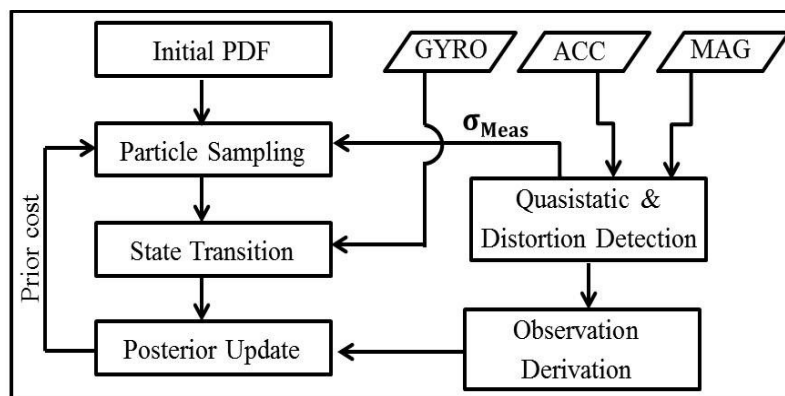 Initial PDF
GYRO
ACC
MAG
σMeas
Particle Sampling
Quasistatic &
Distortion Detection
State Transition
Prior cost
Posterior Update
Observation
Derivation